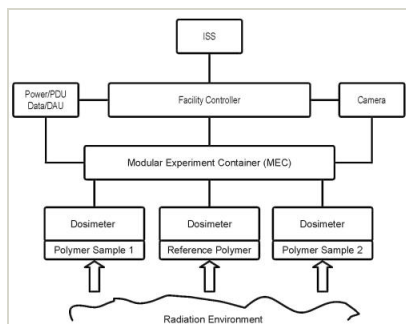 ISS
Power/PDU
Data/DAU
Facility Controller
Camera
Modular Experiment Container (MEC)
Dosimeter
Polymer Sample 1
Dosimeter
Reference Polymer
Dosimeter
Polymer Sample 2
Radiation Environment